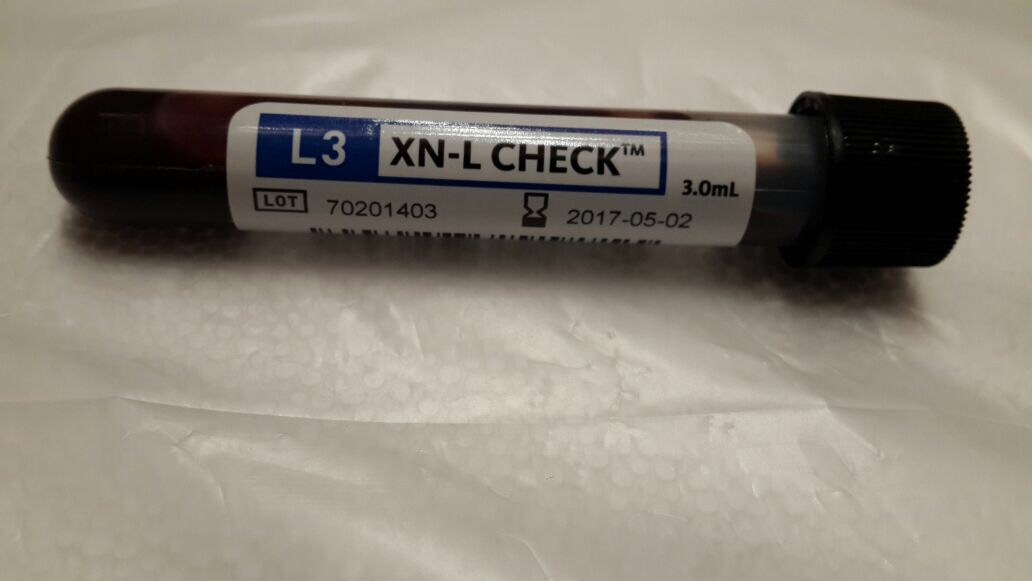 L3 XN-L CHECK™
3.0mL
LOT 70201403 2017-05-02